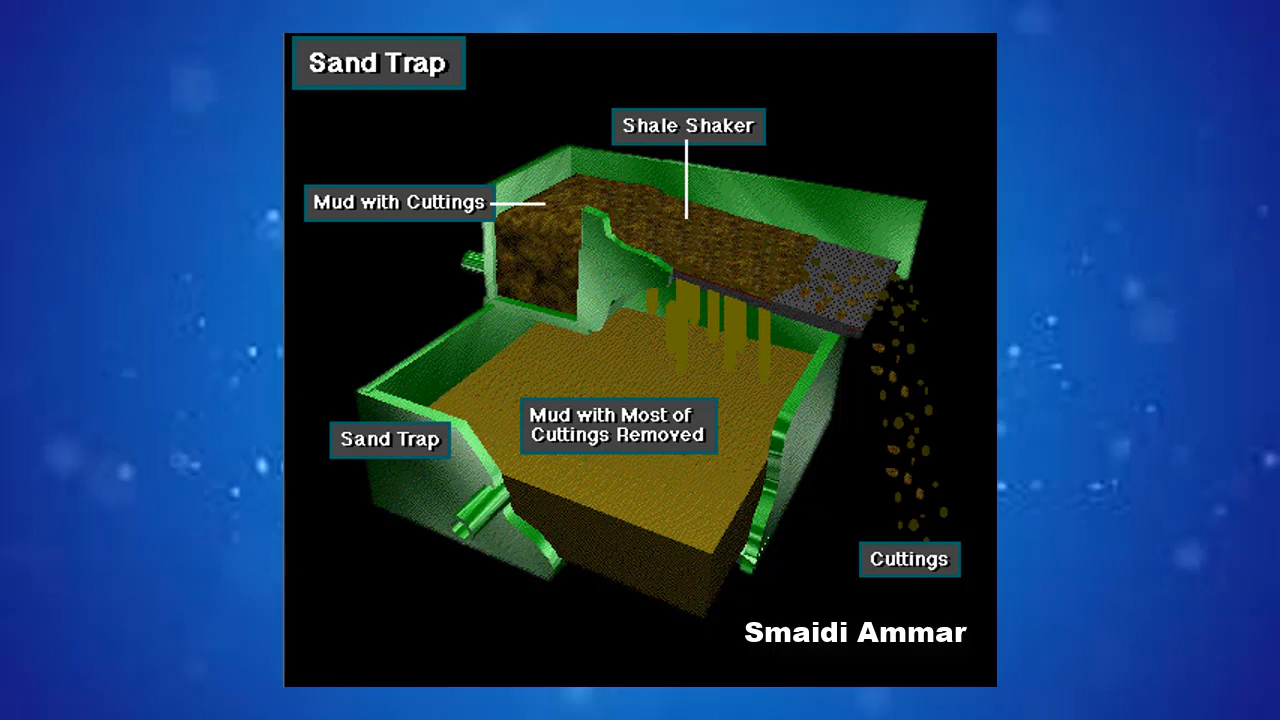 Sand Trap
Shale Shaker
Mud with Cuttings
Mud with Most of
Cuttings Removed
Sand Trap
Cuttings
Smaidi Ammar